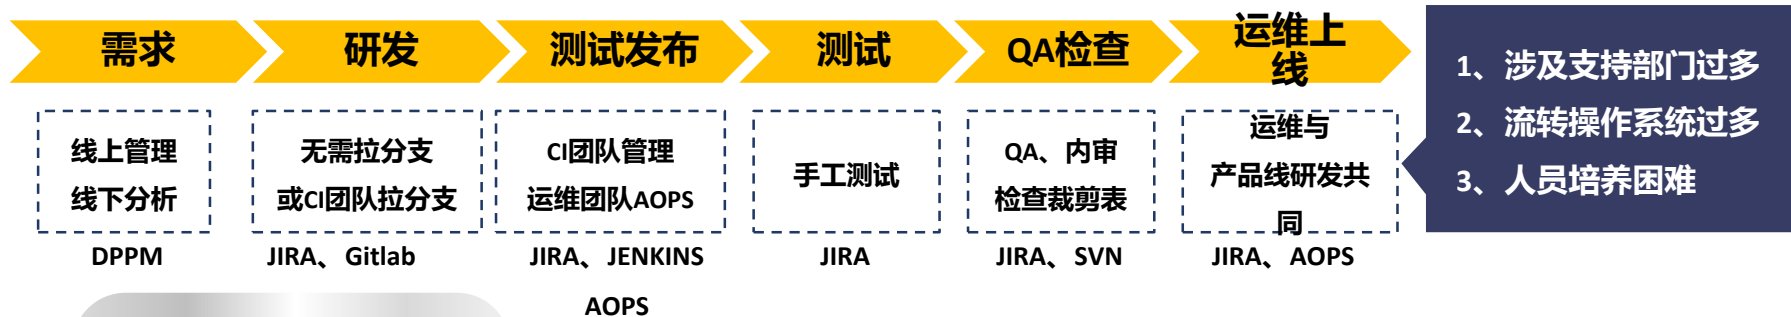 需求
研发
测试发布
测试
QA检查
运维上
线
线上管理
线下分析
无需拉分支
或CI团队拉分支
CI团队管理
运维团队AOPS
手工测试
QA、内审
检查裁剪表
运维与
产品线研发共
同
DPPM
JIRA、Gitlab
JIRA、JENKINS
AOPS
JIRA
JIRA、SVN
JIRA、AOPS
1、涉及支持部门过多
2、流转操作系统过多
3、人员培养困难